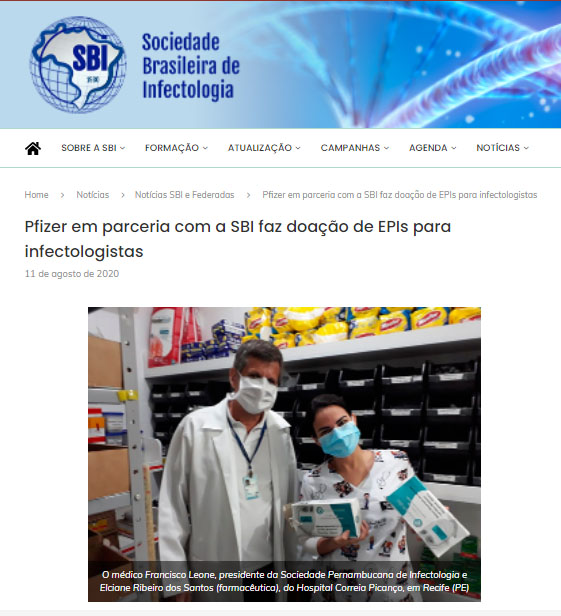 SBI
1980
Sociedade
Brasileira de
Infectologia
SOBRE A SBI
FORMAÇÃO
ATUALIZAÇÃO
CAMPANHAS
AGENDA
NOTÍCIAS
Home > Notícias > Notícias SBI e Federadas > Pfizer em parceria com a SBI faz doação de EPIs para infectologistas
Pfizer em parceria com a SBI faz doação de EPIs para
infectologistas
11 de agosto de 2020
O médico Francisco Leone, presidente da Sociedade Pernambucana de Infectologia e
Elciane Ribeiro dos Santos (farmacêutica), do Hospital Correia Picanço, em Recife (PE)